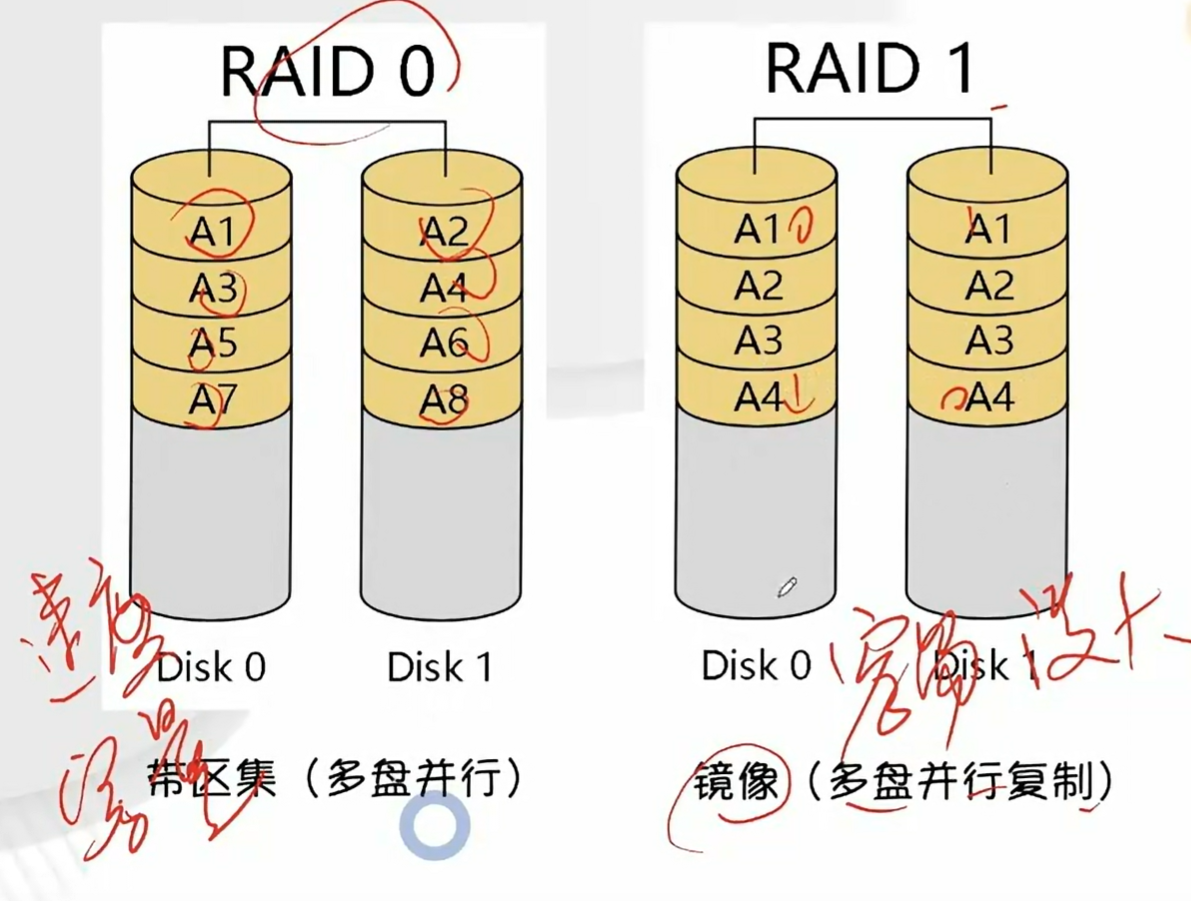 RAID 0
A1 A2
A3 A4
A5 A6
A7 A8
Disk 0 Disk 1
速度
带区集（多盘并行）
RAID 1
A1 A1
A2 A2
A3 A3
A4 A4
Disk 0 Disk 1
镜像（多盘并行复制）